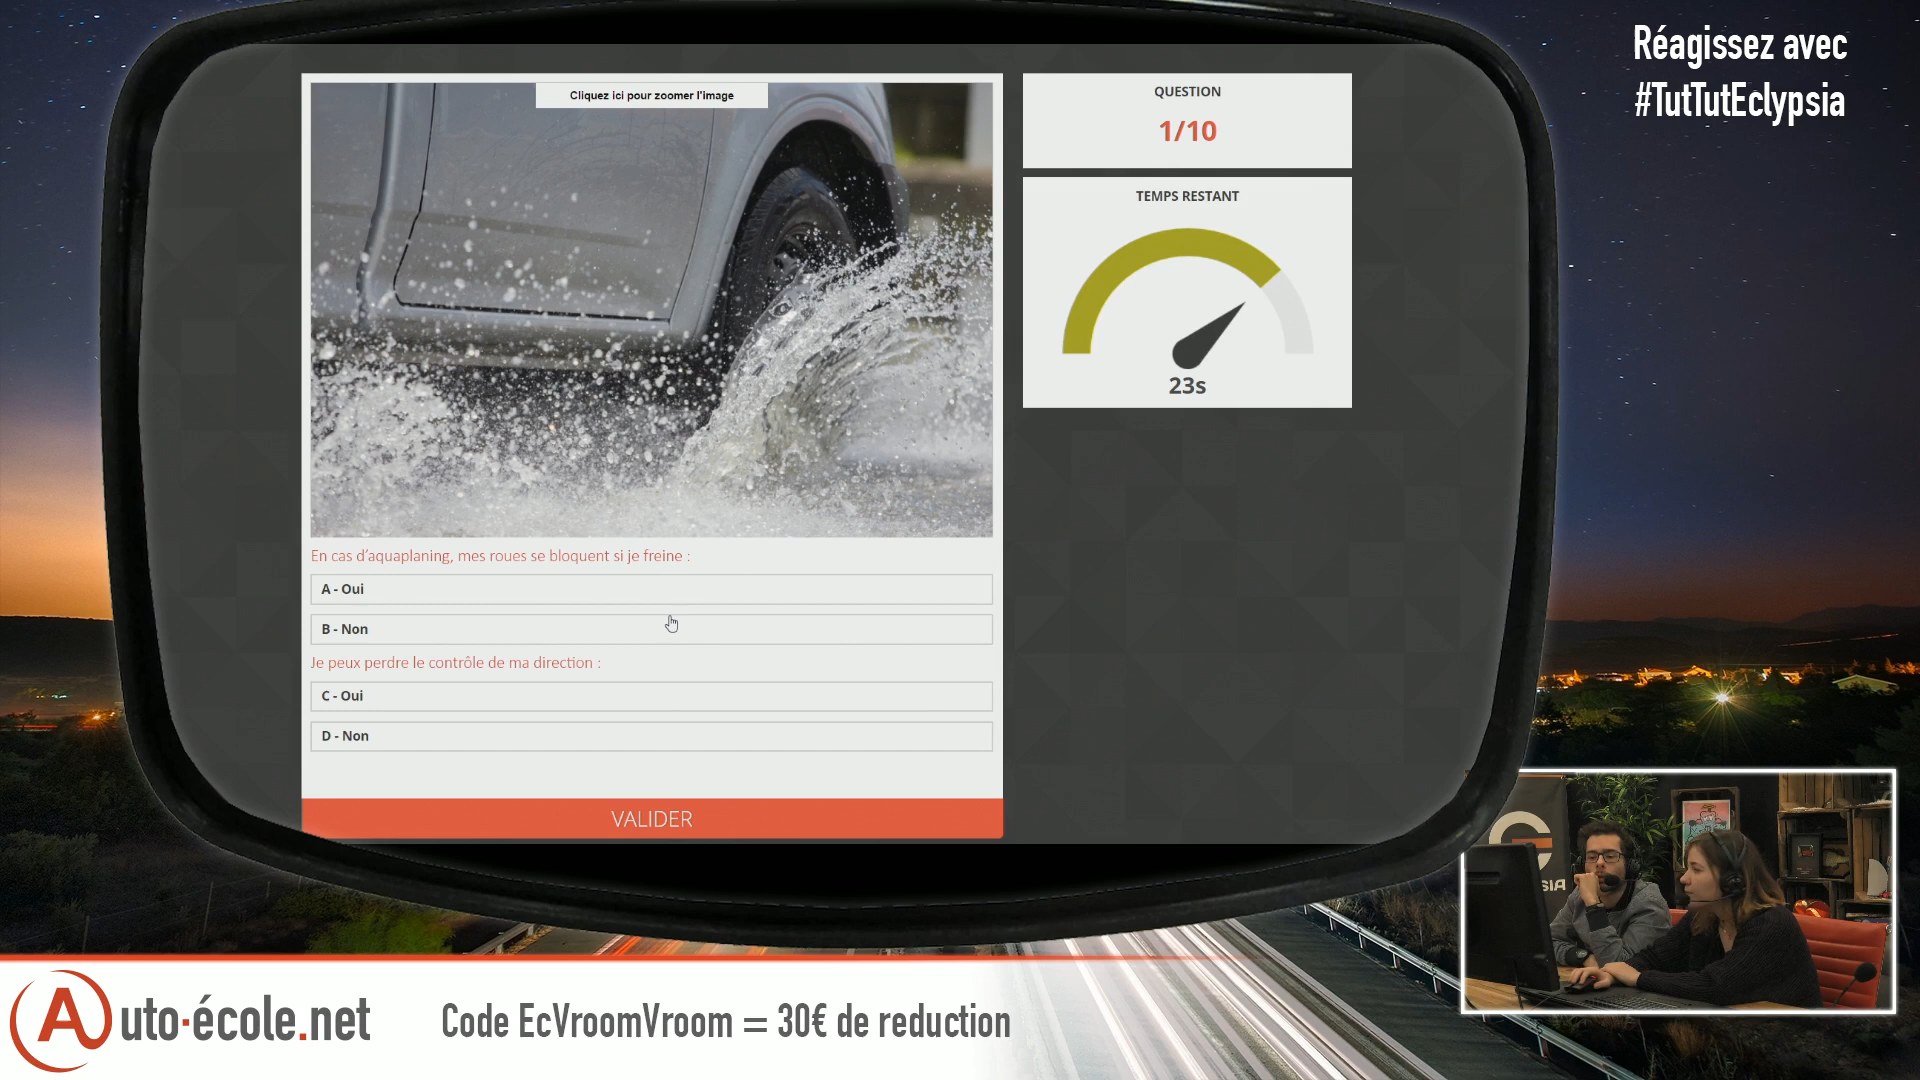 Réagissez avec
#TutTutEclypsia
Cliquez ici pour zoomer l'image
QUESTION
1/10
TEMPS RESTANT
23s
En cas d'aquaplaning, mes roues se bloquent si je freine :
A - Oui
B - Non
Je peux perdre le contrôle de ma direction :
C - Oui
D - Non
VALIDER
SIA
Auto·école.net
Code EcVroomVroom = 30€ de reduction